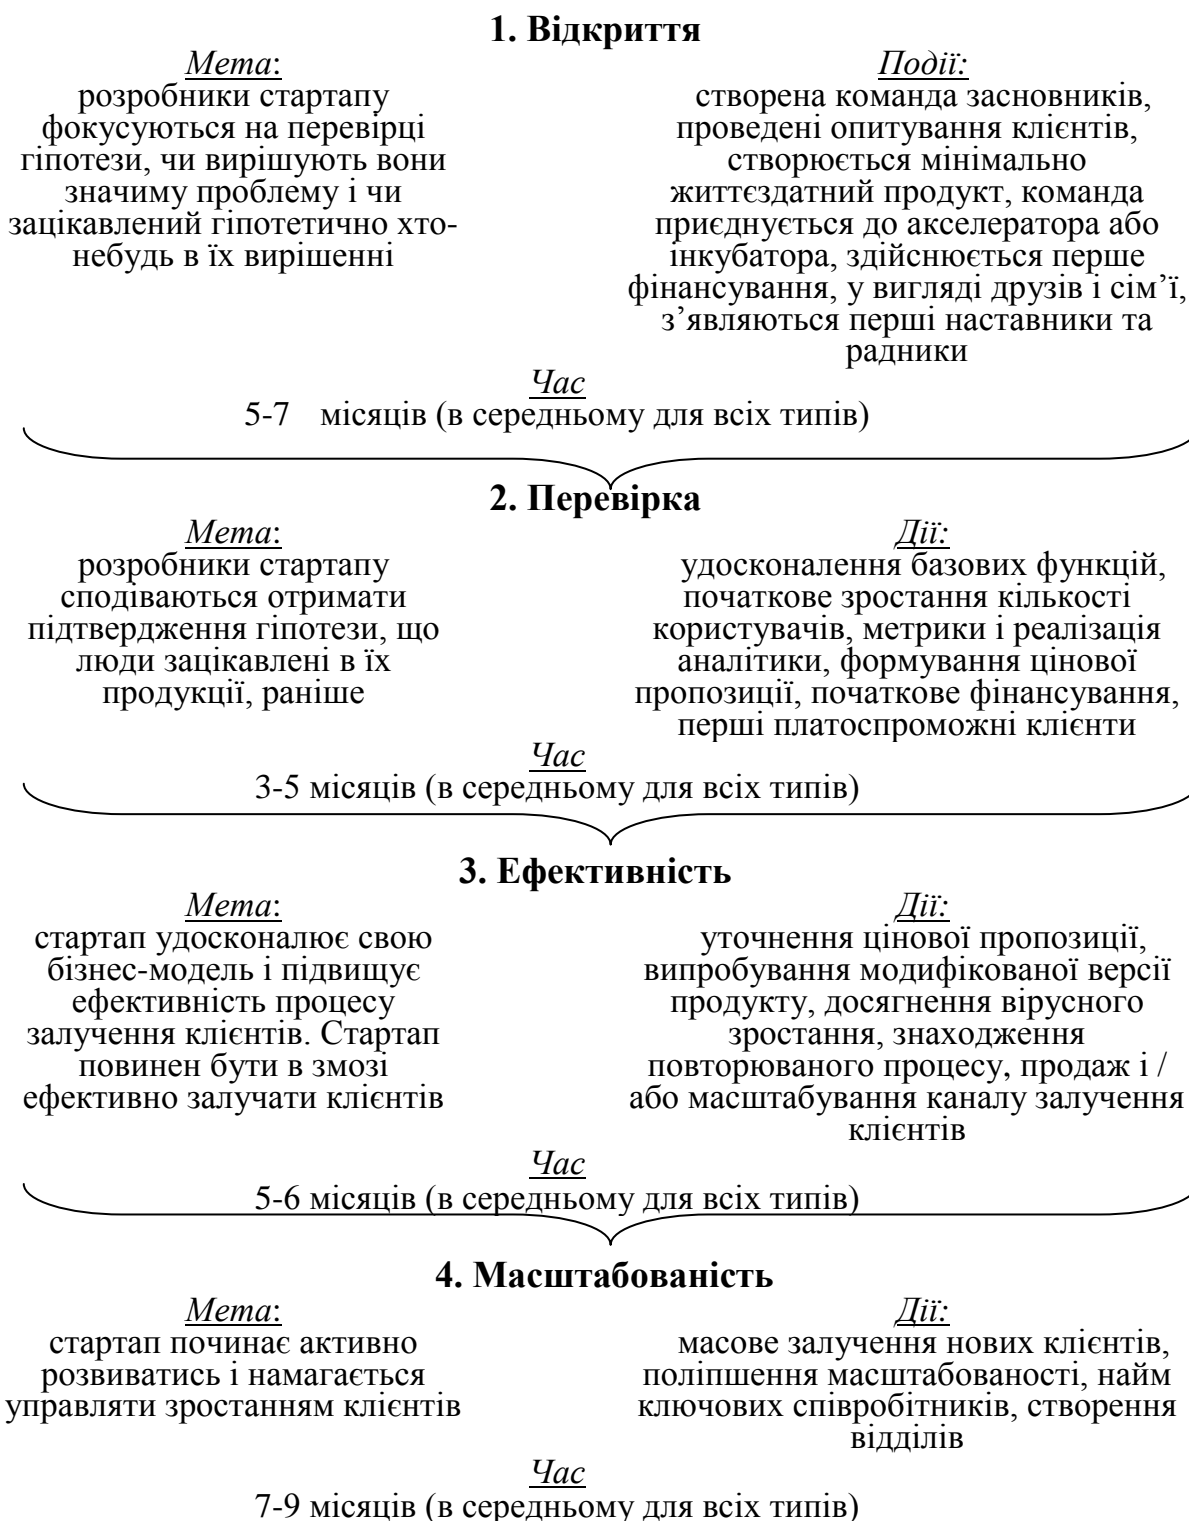 1. Відкриття
Мета:
розробники стартапу
фокусуються на перевірці
гіпотези, чи вирішують вони
значиму проблему і чи
зацікавлений гіпотетично хто-
небудь в їх вирішенні
Події:
створена команда засновників,
проведені опитування клієнтів,
створюється мінімально
життєздатний продукт, команда
приєднується до акселератора або
інкубатора, здійснюється перше
фінансування, у вигляді друзів і сім’ї,
з’являються перші наставники та
радники
Час
5-7 місяців (в середньому для всіх типів)
2. Перевірка
Мета:
розробники стартапу
сподіваються отримати
підтвердження гіпотези, що
люди зацікавлені в їх
продукції, раніше
Дії:
удосконалення базових функцій,
початкове зростання кількості
користувачів, метрики і реалізація
аналітики, формування цінової
пропозиції, початкове фінансування,
перші платоспроможні клієнти
Час
3-5 місяців (в середньому для всіх типів)
3. Ефективність
Мета:
стартап удосконалює свою
бізнес-модель і підвищує
ефективність процесу
залучення клієнтів. Стартап
повинен бути в змозі
ефективно залучати клієнтів
Дії:
уточнення цінової пропозиції,
випробування модифікованої версії
продукту, досягнення вірусного
зростання, знаходження
повторюваного процесу, продаж і /
або масштабування каналу залучення
клієнтів
Час
5-6 місяців (в середньому для всіх типів)
4. Масштабованість
Мета:
стартап починає активно
розвиватись і намагається
управляти зростанням клієнтів
Дії:
масове залучення нових клієнтів,
поліпшення масштабованості, найм
ключових співробітників, створення
відділів
Час
7-9 місяців (в середньому для всіх типів)